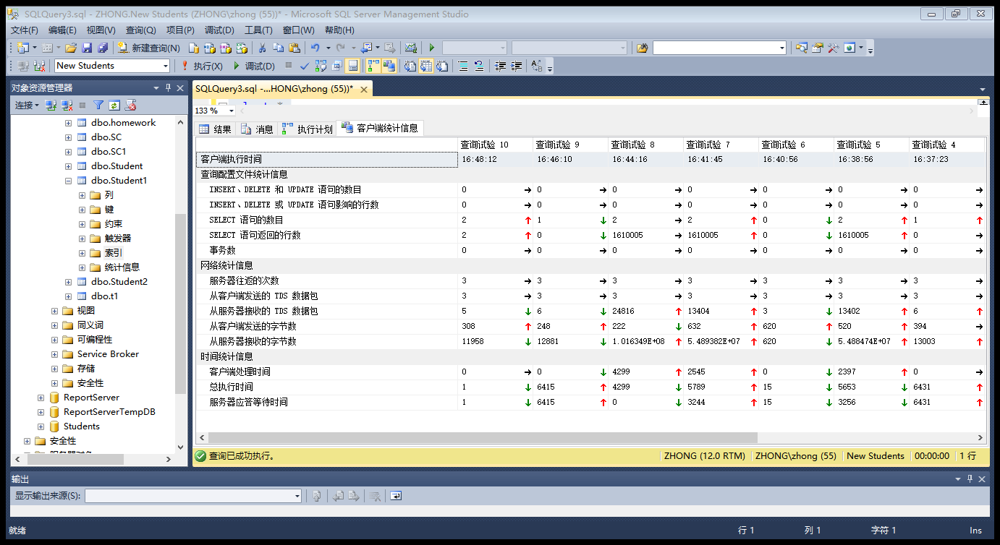 SQLQuery3.sql - ZHONG.New Students (ZHONG\zhong (55))* - Microsoft SQL Server Management Studio
文件(F) 编辑(E) 视图(V) 查询(Q) 项目(P) 调试(D) 工具(T) 窗口(W) 帮助(H)
新建查询(N)
New Students 执行(X) 调试(D)
对象资源管理器
连接
dbo.homework
dbo.SC
dbo.SC1
dbo.Student
dbo.Student1
列
键
约束
触发器
索引
统计信息
dbo.Student2
dbo.t1
视图
同义词
可编程性
Service Broker
存储
安全性
ReportServer
ReportServerTempDB
Students
安全性
SQLQuery3.sql -...HONG\zhong (55))*
133 %
结果 消息 执行计划 客户端统计信息
查询试验 10 查询试验 9 查询试验 8 查询试验 7 查询试验 6 查询试验 5 查询试验 4
客户端执行时间 16:48:12 16:46:10 16:44:16 16:41:45 16:40:56 16:38:56 16:37:23
查询配置文件统计信息
INSERT、DELETE 和 UPDATE 语句的数目 0 → 0 → 0 → 0 → 0 → 0 → 0 →
INSERT、DELETE 或 UPDATE 语句影响的行数 0 → 0 → 0 → 0 → 0 → 0 → 0 →
SELECT 语句的数目 2 ↑ 1 ↓ 2 → 2 ↑ 0 ↓ 2 ↑ 1 ↑
SELECT 语句返回的行数 2 ↑ 0 ↓ 1610005 → 1610005 ↑ 0 ↓ 1610005 ↑ 0 →
事务数 0 → 0 → 0 → 0 → 0 → 0 → 0 →
网络统计信息
服务器往返的次数 3 → 3 → 3 → 3 → 3 → 3 → 3 →
从客户端发送的 TDS 数据包 3 → 3 → 3 → 3 → 3 → 3 → 3 →
从服务器接收的 TDS 数据包 5 ↓ 6 ↓ 24816 ↑ 13404 ↑ 3 ↓ 13402 ↑ 6 ↑
从客户端发送的字节数 308 ↑ 248 ↑ 222 ↓ 632 ↑ 620 ↑ 520 ↑ 394 →
从服务器接收的字节数 11958 ↓ 12881 ↓ 1.016349E+08 ↑ 5.489382E+07 ↑ 620 ↓ 5.488474E+07 ↑ 13003 ↑
时间统计信息
客户端处理时间 0 → 0 ↓ 4299 ↑ 2545 ↑ 0 ↓ 2397 ↑ 0 →
总执行时间 1 ↓ 6415 ↑ 4299 ↓ 5789 ↑ 15 ↓ 5653 ↓ 6431 ↑
服务器应答等待时间 1 ↓ 6415 ↑ 0 ↓ 3244 ↑ 15 ↓ 3256 ↓ 6431 ↑
查询已成功执行。 ZHONG (12.0 RTM) ZHONG\zhong (55) New Students 00:00:00 1 行
输出
显示输出来源(S):
就绪 行 1 列 1 字符 1 Ins